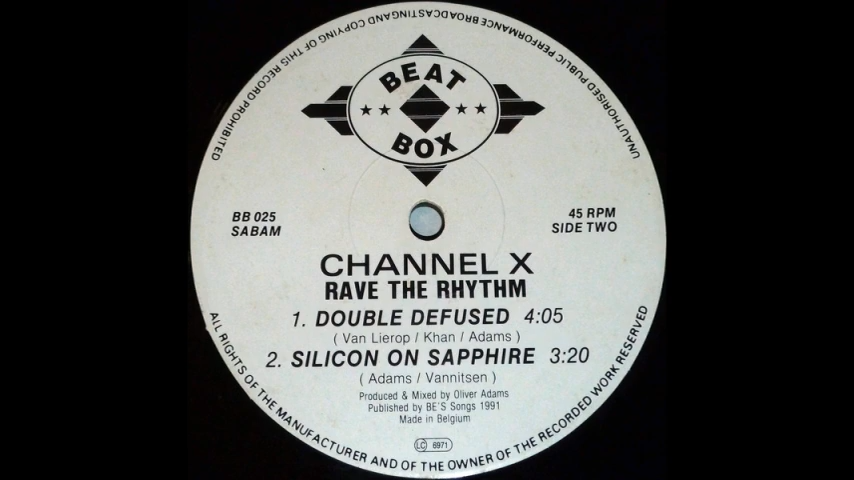 UNAUTHORISED PUBLIC PERFORMANCE BROADCASTING AND COPYING OF THIS RECORD PROHIBITED
BEAT
BOX
BB 025
SABAM
45 RPM
SIDE TWO
CHANNEL X
RAVE THE RHYTHM
1. DOUBLE DEFUSED 4:05
( Van Lierop / Khan / Adams )
2. SILICON ON SAPPHIRE 3:20
( Adams / Vannitsen )
Produced & Mixed by Oliver Adams
Published by BE'S Songs 1991
Made in Belgium
LC 6971
ALL RIGHTS OF THE MANUFACTURER AND OF THE OWNER OF THE RECORDED WORK RESERVED